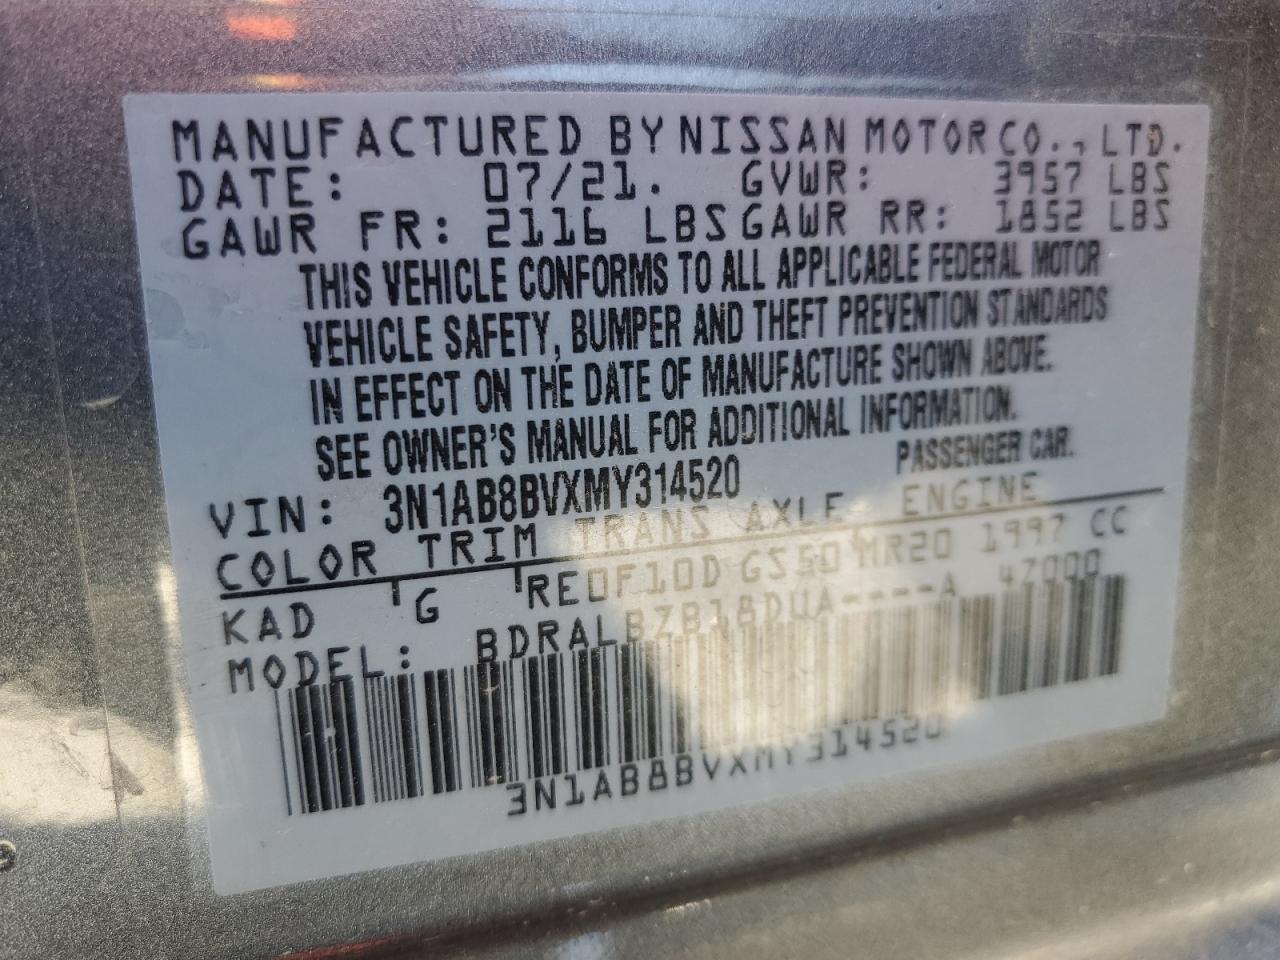 MANUFACTURED BY NISSAN MOTOR CO., LTD.
DATE: 07/21. GVWR: 3957 LBS
GAWR FR: 2116 LBS GAWR RR: 1852 LBS
THIS VEHICLE CONFORMS TO ALL APPLICABLE FEDERAL MOTOR
VEHICLE SAFETY, BUMPER AND THEFT PREVENTION STANDARDS
IN EFFECT ON THE DATE OF MANUFACTURE SHOWN ABOVE.
SEE OWNER'S MANUAL FOR ADDITIONAL INFORMATION.
VIN: 3N1AB8BVXMY314520 PASSENGER CAR.
COLOR TRIM TRANS AXLE ENGINE
KAD G RE0F10D GS50 MR20 1997 CC
MODEL: BDRALBZB18DUA----A 47000
3N1AB8BVXMY314520